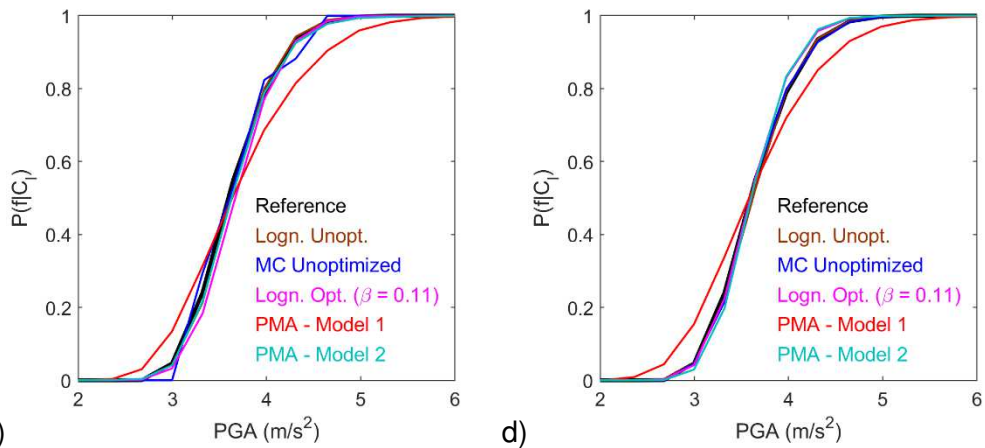 1
0.8
0.6
0.4
0.2
0
P(f|C_l)
Reference
Logn. Unopt.
MC Unoptimized
Logn. Opt. (β = 0.11)
PMA - Model 1
PMA - Model 2
2 3 4 5 6
PGA (m/s²)
)
1
0.8
0.6
0.4
0.2
0
P(f|C_l)
Reference
Logn. Unopt.
MC Unoptimized
Logn. Opt. (β = 0.11)
PMA - Model 1
PMA - Model 2
2 3 4 5 6
PGA (m/s²)
d)